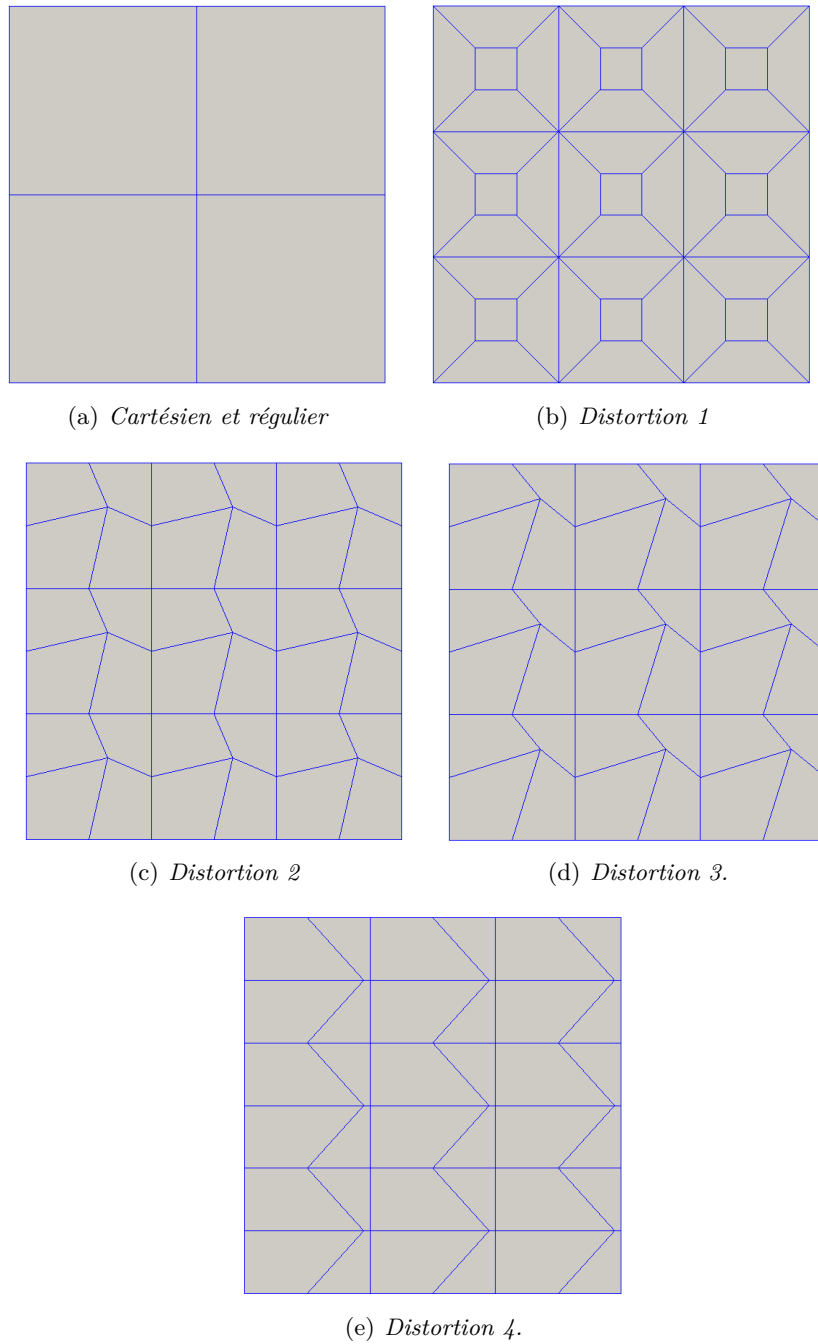 (a) Cartésien et régulier
(b) Distortion 1
(c) Distortion 2
(d) Distortion 3.
(e) Distortion 4.